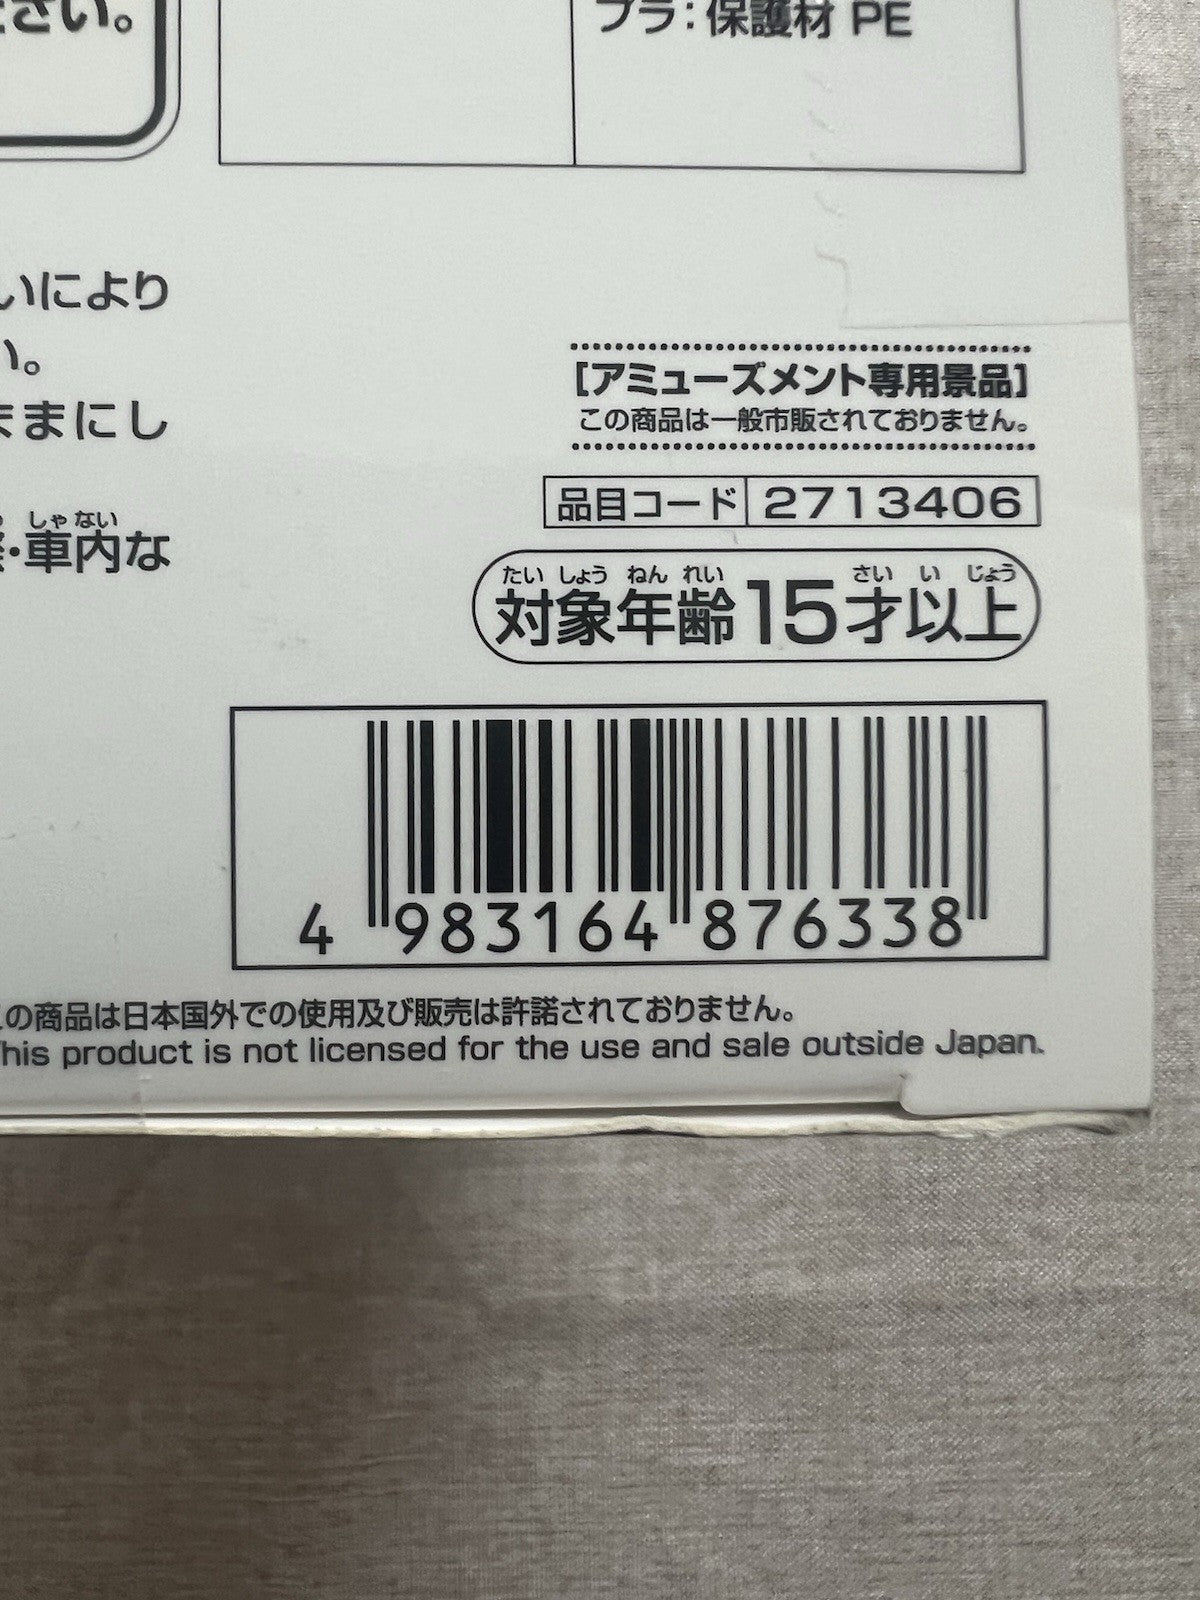 ださい。
プラ：保護材 PE
いにより
い。
ままにし
しゃ ない
・車内な
[アミューズメント専用景品]
この商品は一般市販されておりません。
品目コード 2713406
たい しょう ねん れい さい い じょう
対象年齢15才以上
4 983164 876338
この商品は日本国外での使用及び販売は許諾されておりません。
This product is not licensed for the use and sale outside Japan.